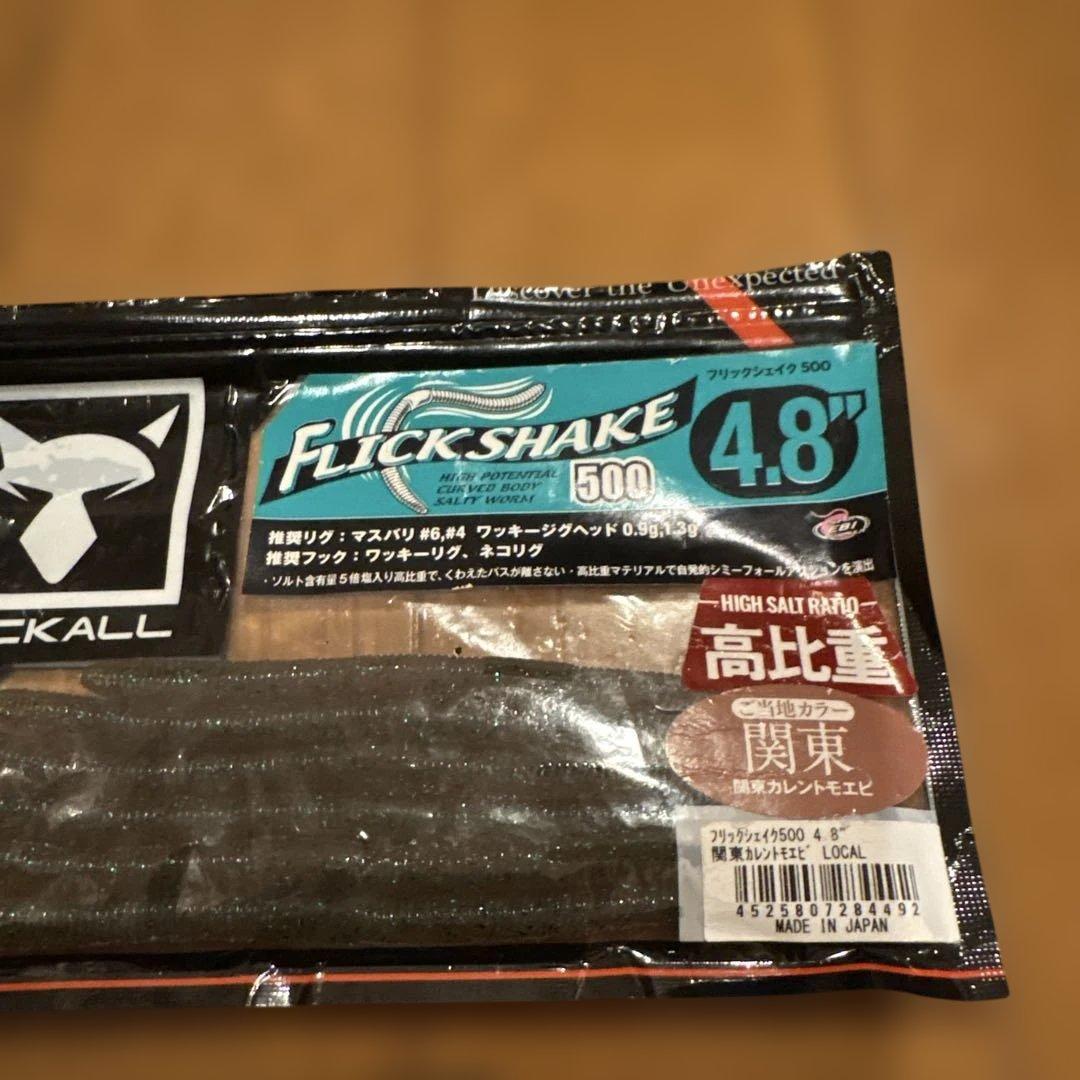 Discover the Unexpected
フリックシェイク 500
FLICK SHAKE
4.8"
HIGH POTENTIAL
CURVED BODY
SALTY WORM
500
推奨リグ：マスバリ #6,#4 ワッキージグヘッド 0.9g,1.3g
推奨フック：ワッキーリグ、ネコリグ
・ソルト含有量5倍塩入り高比重で、くわえたバスが離さない・高比重マテリアルで自発的シミーフォールアクションを演出
EBI
CKALL
HIGH SALT RATIO
高比重
ご当地カラー
関東
関東カレントモエビ
フリックシェイク500 4.8"
関東カレントモエビ LOCAL
4525807284492
MADE IN JAPAN